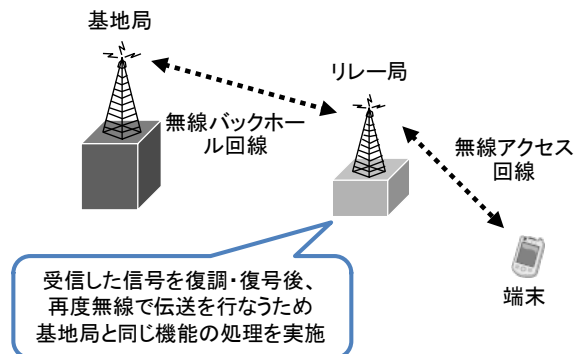 基地局
リレー局
無線バックホー
ル回線
無線アクセス
回線
端末
受信した信号を復調・復号後、
再度無線で伝送を行なうため
基地局と同じ機能の処理を実施